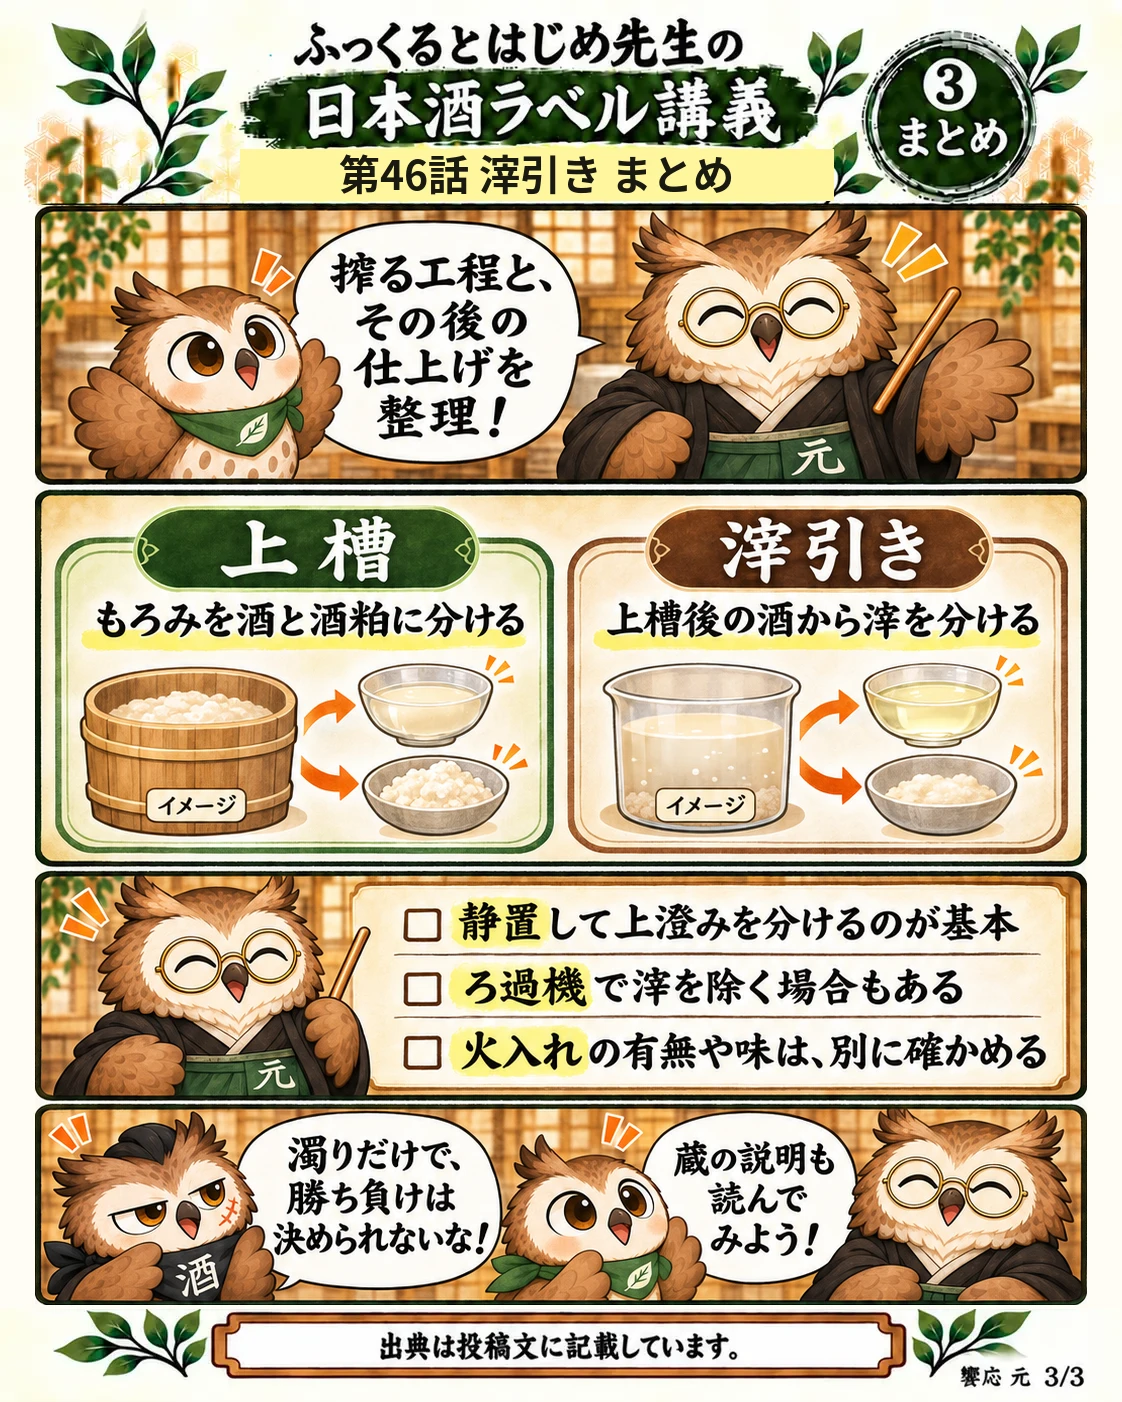 ふっくるとはじめ先生の
日本酒ラベル講義
3
まとめ
第46話 滓引き まとめ
搾る工程と、
その後の
仕上げを
整理！
元
上槽
もろみを酒と酒粕に分ける
イメージ
滓引き
上槽後の酒から滓を分ける
イメージ
元
□ 静置して上澄みを分けるのが基本
□ ろ過機で滓を除く場合もある
□ 火入れの有無や味は、別に確かめる
濁りだけで、
勝ち負けは
決められないな！
酒
蔵の説明も
読んで
みよう！
出典は投稿文に記載しています。
饗応 元 3/3